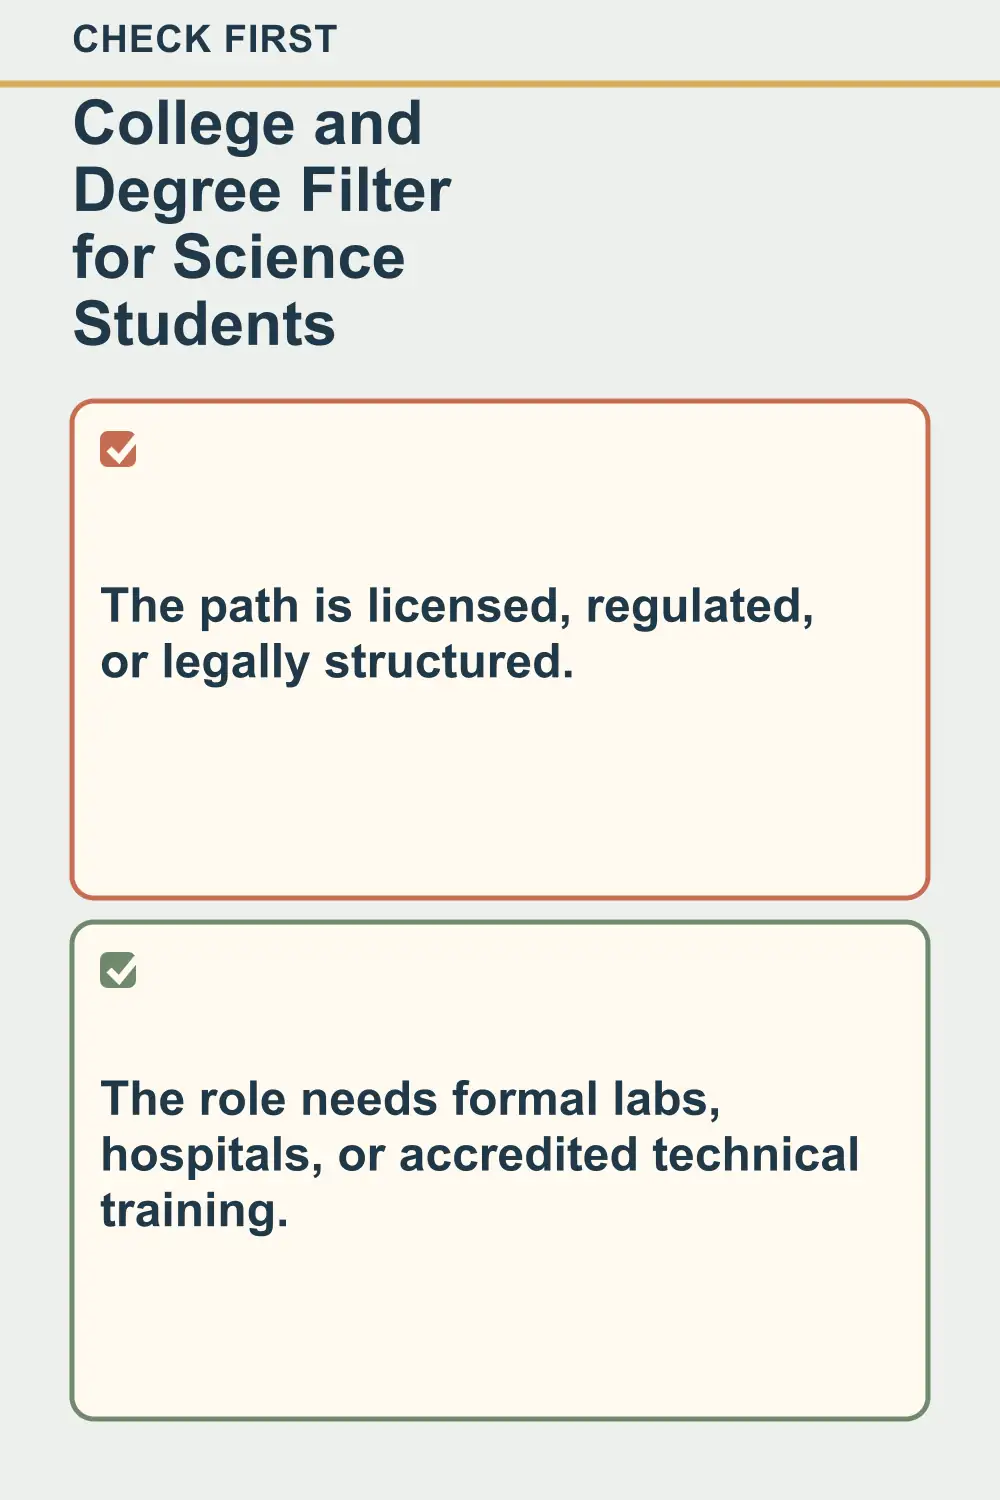 CHECK FIRST
College and
Degree Filter
for Science
Students
The path is licensed, regulated,
or legally structured.
The role needs formal labs,
hospitals, or accredited technical
training.